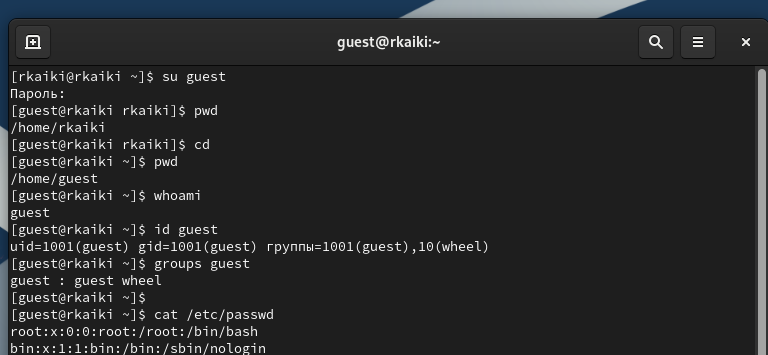 guest@rkaiki:~
[rkaiki@rkaiki ~]$ su guest
Пароль:
[guest@rkaiki rkaiki]$ pwd
/home/rkaiki
[guest@rkaiki rkaiki]$ cd
[guest@rkaiki ~]$ pwd
/home/guest
[guest@rkaiki ~]$ whoami
guest
[guest@rkaiki ~]$ id guest
uid=1001(guest) gid=1001(guest) группы=1001(guest),10(wheel)
[guest@rkaiki ~]$ groups guest
guest : guest wheel
[guest@rkaiki ~]$
[guest@rkaiki ~]$ cat /etc/passwd
root:x:0:0:root:/root:/bin/bash
bin:x:1:1:bin:/bin:/sbin/nologin